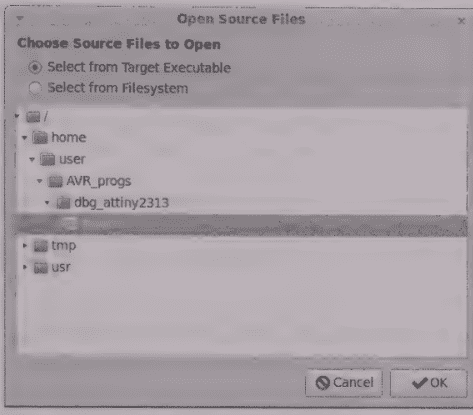 Open Source Files
Choose Source Files to Open
Select from Target Executable
Select from Filesystem
/
home
user
AVR_progs
dbg_attiny2313
tmp
usr
Cancel
OK